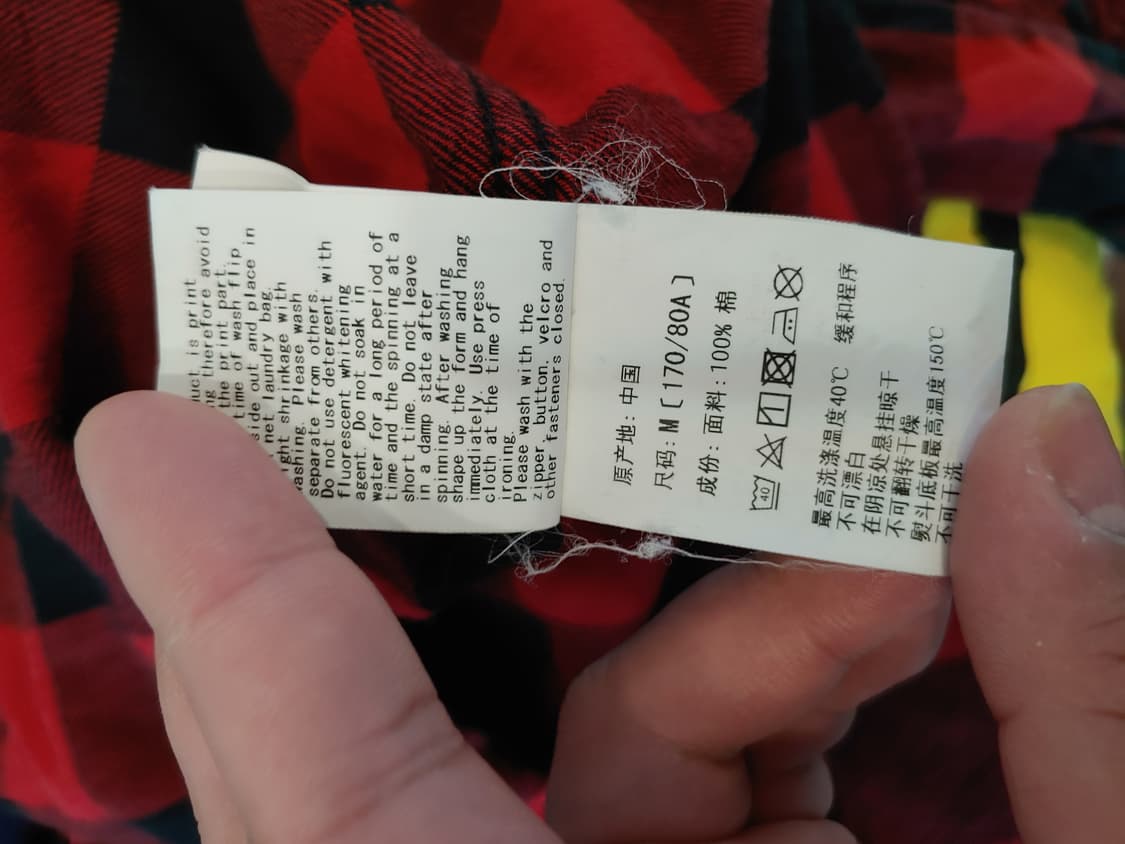 is print
therefore avoid
the print part.
time of wash flip
side out and place in
net laundry bag.
shrinkage with
washing. Please wash
separate from others.
Do not use detergent with
fluorescent whitening
agent. Do not soak in
water for a long period of
time and the spinning at a
short time. Do not leave
in a damp state after
spinning. After washing
shape up the form and hang
immediately. Use press
cloth at the time of
ironing.
Please wash with the
zipper, button, velcro and
other fasteners closed.
原产地: 中国
尺码: M [170/80A]
成份: 面料: 100% 棉
40
最高洗涤温度40℃ 缓和程序
不可漂白
在阴凉处悬挂晾干
不可翻转干燥
熨斗底板最高温度150℃
不可干洗